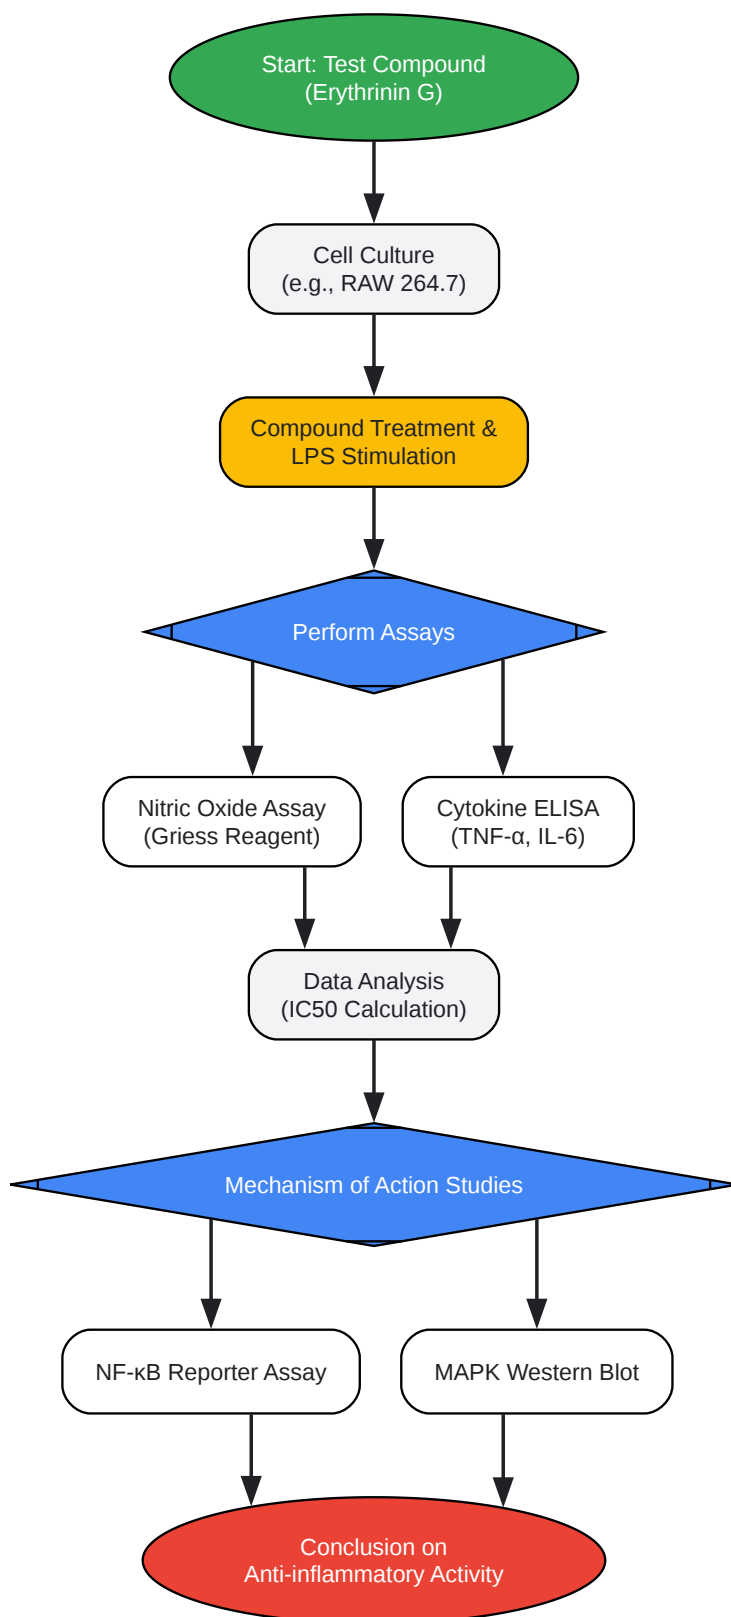 Start: Test Compound
(Erythrinin G)
Cell Culture
(e.g., RAW 264.7)
Compound Treatment &
LPS Stimulation
Perform Assays
Nitric Oxide Assay
(Griess Reagent)
Cytokine ELISA
(TNF-α, IL-6)
Data Analysis
(IC50 Calculation)
Mechanism of Action Studies
NF-κB Reporter Assay
MAPK Western Blot
Conclusion on
Anti-inflammatory Activity